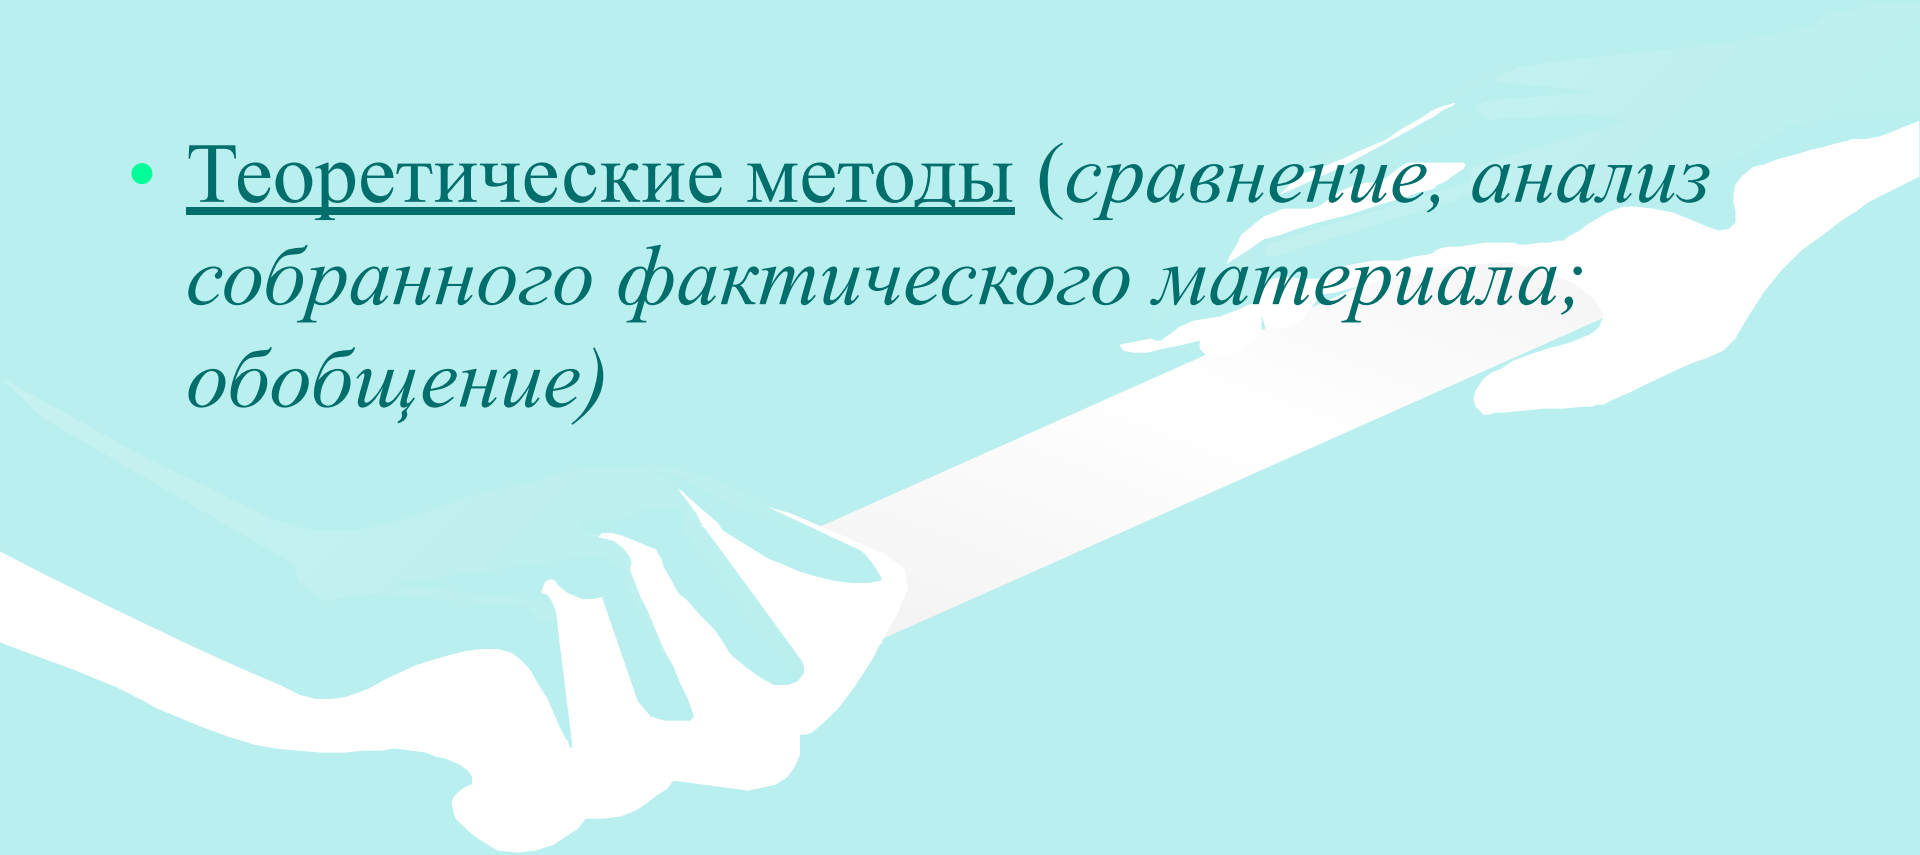 • Теоретические методы (сравнение, анализ
собранного фактического материала;
обобщение)